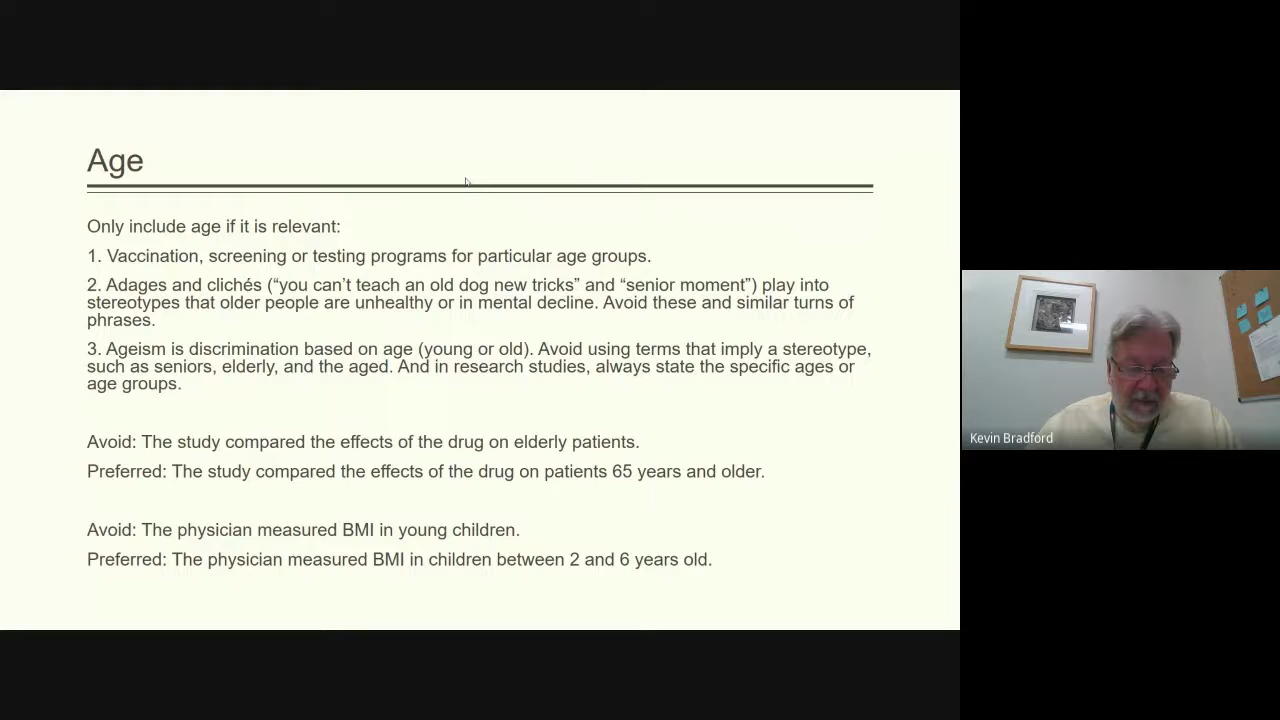 Age
Only include age if it is relevant:
1. Vaccination, screening or testing programs for particular age groups.
2. Adages and clichés (“you can’t teach an old dog new tricks” and “senior moment”) play into
stereotypes that older people are unhealthy or in mental decline. Avoid these and similar turns of
phrases.
3. Ageism is discrimination based on age (young or old). Avoid using terms that imply a stereotype,
such as seniors, elderly, and the aged. And in research studies, always state the specific ages or
age groups.
Avoid: The study compared the effects of the drug on elderly patients.
Preferred: The study compared the effects of the drug on patients 65 years and older.
Avoid: The physician measured BMI in young children.
Preferred: The physician measured BMI in children between 2 and 6 years old.
Kevin Bradford